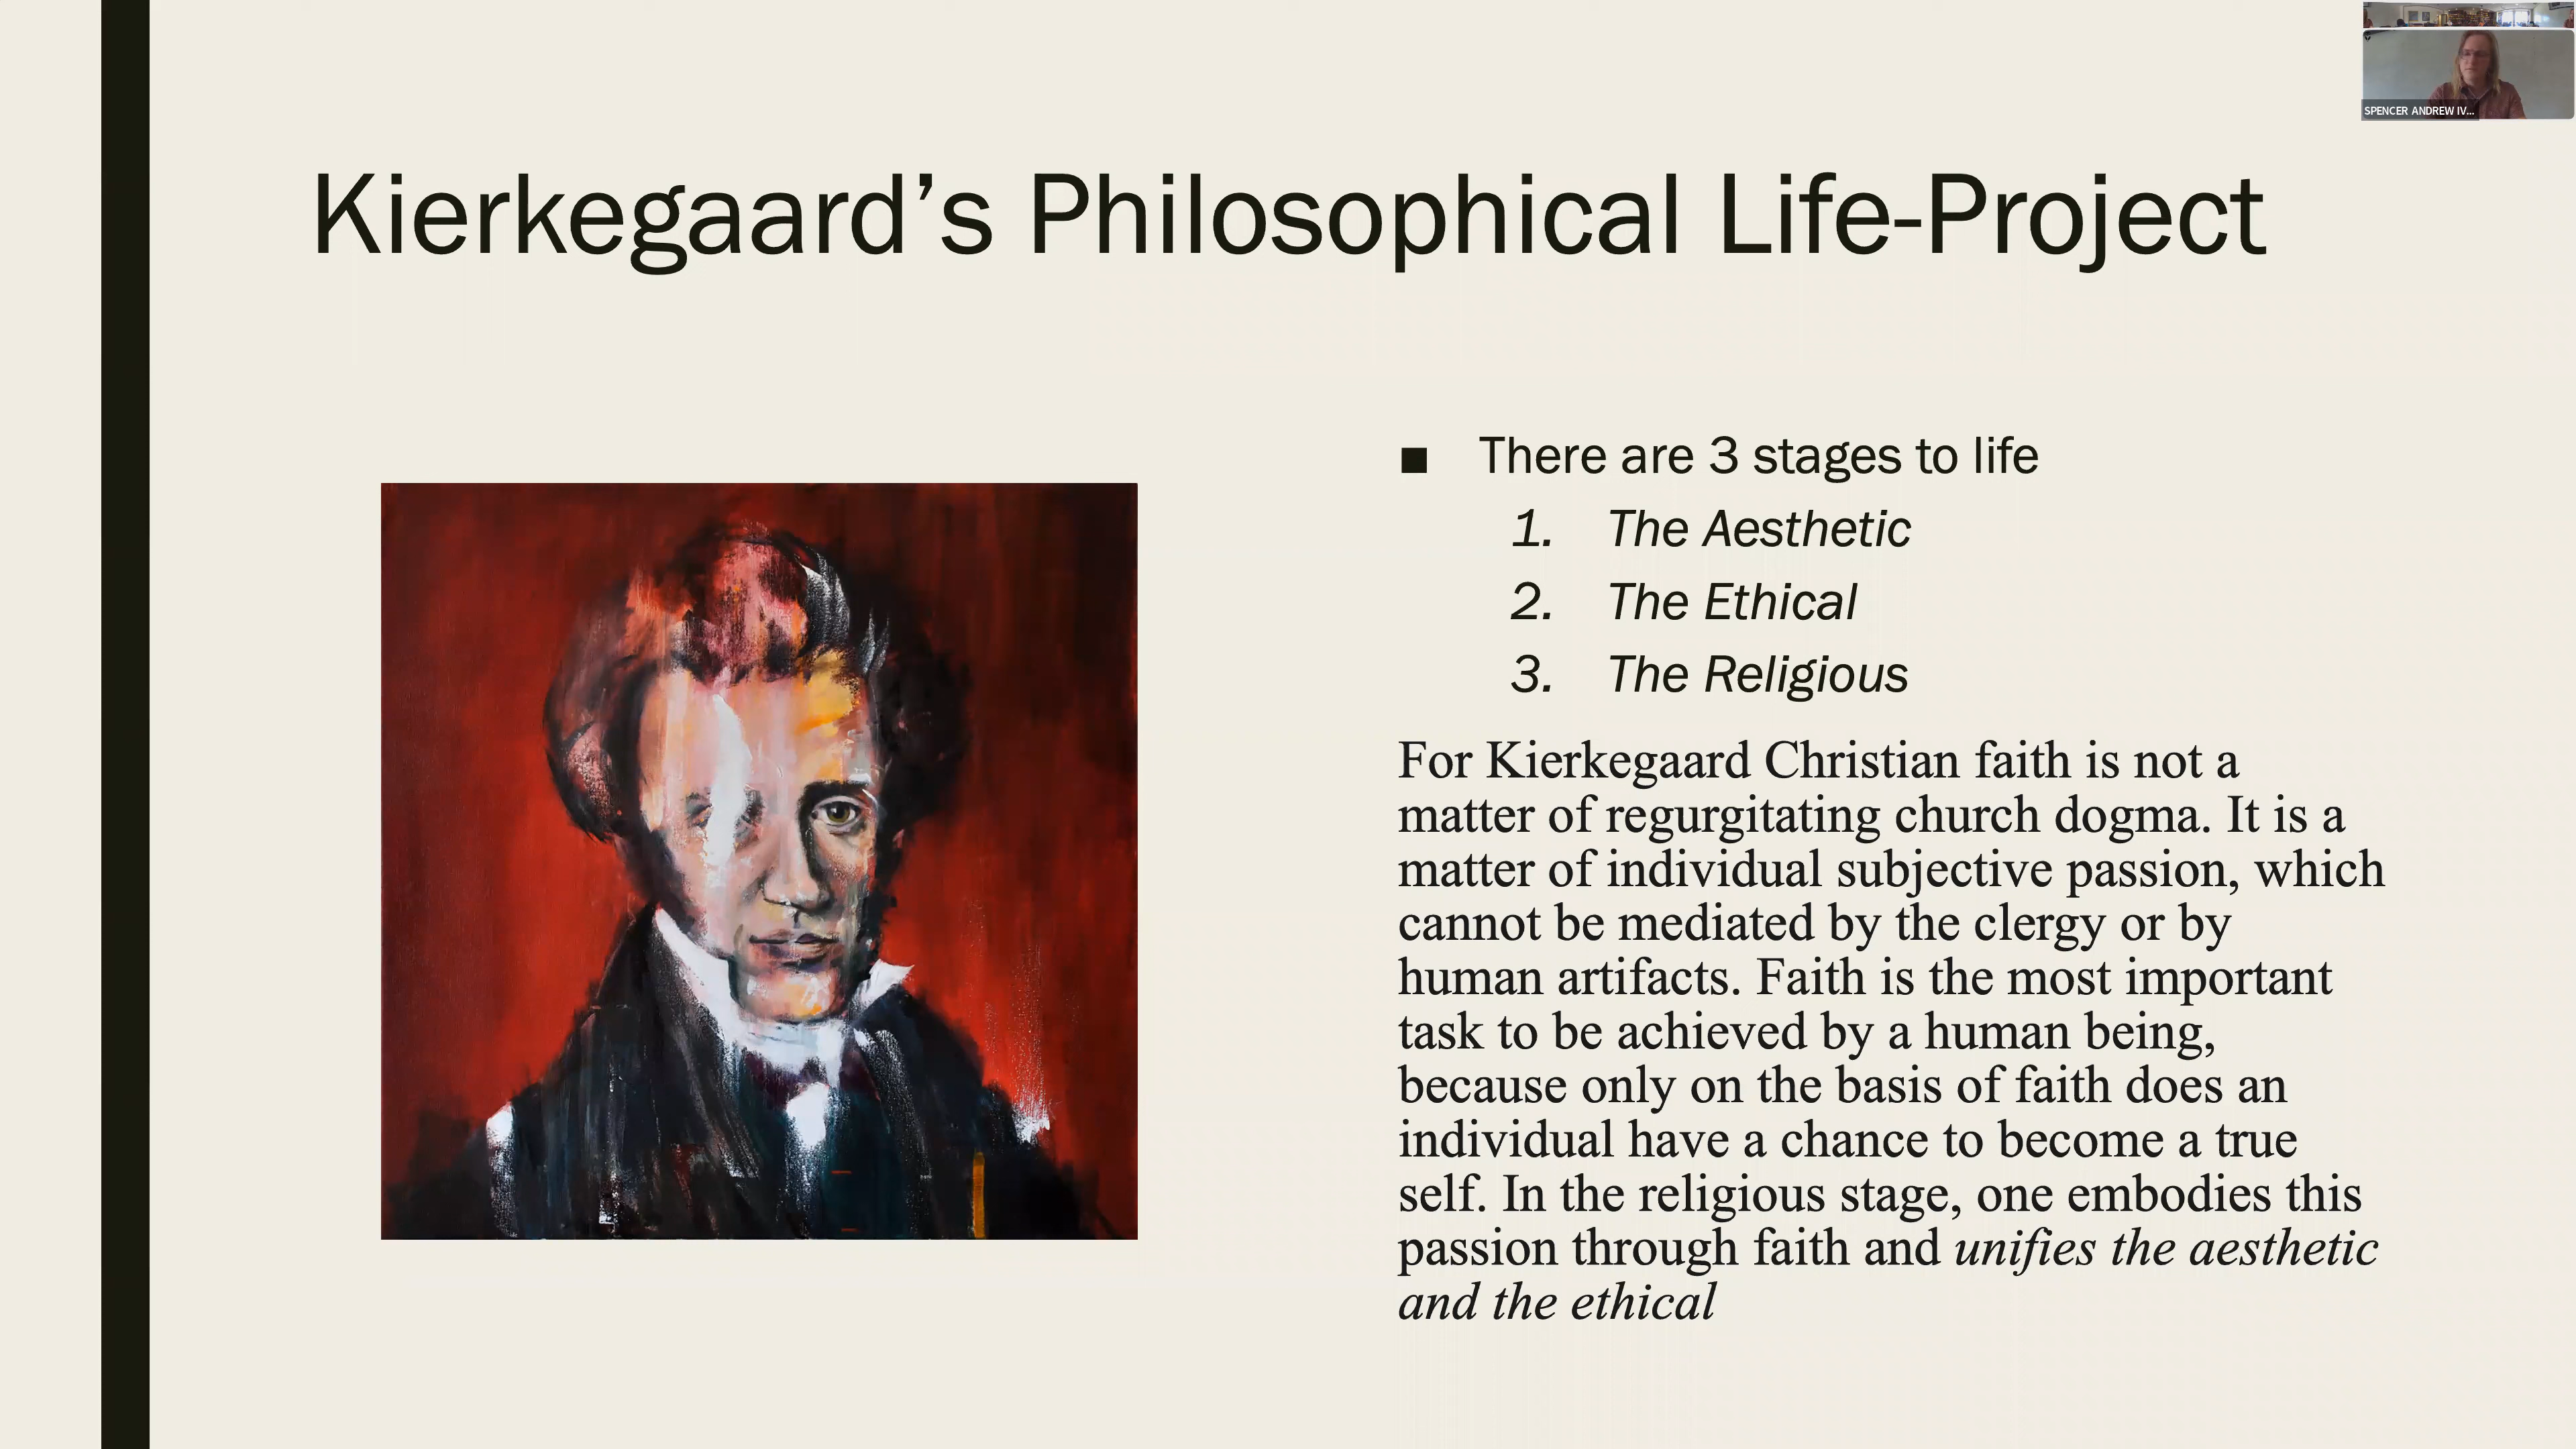 SPENCER ANDREW IV...
Kierkegaard’s Philosophical Life-Project
■ There are 3 stages to life
1. The Aesthetic
2. The Ethical
3. The Religious
For Kierkegaard Christian faith is not a
matter of regurgitating church dogma. It is a
matter of individual subjective passion, which
cannot be mediated by the clergy or by
human artifacts. Faith is the most important
task to be achieved by a human being,
because only on the basis of faith does an
individual have a chance to become a true
self. In the religious stage, one embodies this
passion through faith and unifies the aesthetic
and the ethical